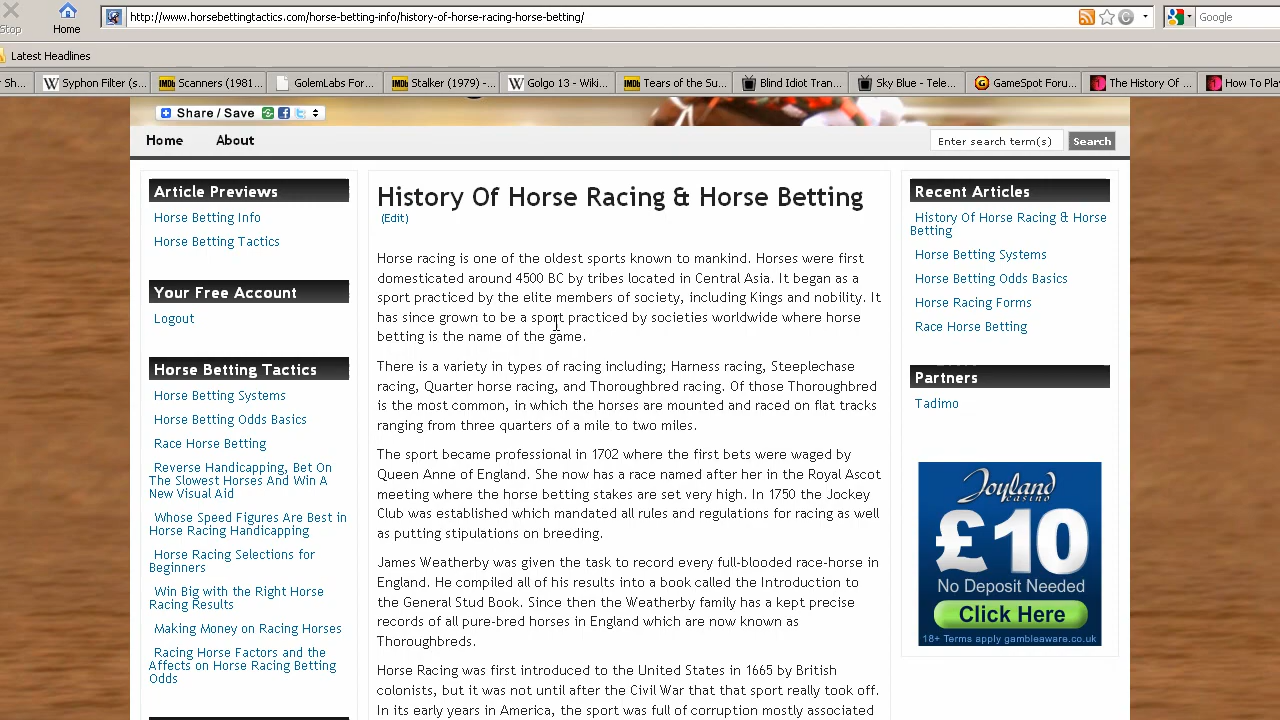 http://www.horsebettingtactics.com/horse-betting-info/history-of-horse-racing-horse-betting/
Google
Stop
Home
Latest Headlines
Sh...
Syphon Filter (s...
Scanners (1981...
GolemLabs For...
Stalker (1979) -...
Golgo 13 - Wiki...
Tears of the Su...
Blind Idiot Tran...
Sky Blue - Tele...
GameSpot Foru...
The History Of ...
How To Pla
Share / Save
Home
About
Enter search term(s)
Search
Article Previews
Horse Betting Info
Horse Betting Tactics
Your Free Account
Logout
Horse Betting Tactics
Horse Betting Systems
Horse Betting Odds Basics
Race Horse Betting
Reverse Handicapping, Bet On
The Slowest Horses And Win A
New Visual Aid
Whose Speed Figures Are Best in
Horse Racing Handicapping
Horse Racing Selections for
Beginners
Win Big with the Right Horse
Racing Results
Making Money on Racing Horses
Racing Horse Factors and the
Affects on Horse Racing Betting
Odds
History Of Horse Racing & Horse Betting
(Edit)
Horse racing is one of the oldest sports known to mankind. Horses were first
domesticated around 4500 BC by tribes located in Central Asia. It began as a
sport practiced by the elite members of society, including Kings and nobility. It
has since grown to be a sport practiced by societies worldwide where horse
betting is the name of the game.
There is a variety in types of racing including; Harness racing, Steeplechase
racing, Quarter horse racing, and Thoroughbred racing. Of those Thoroughbred
is the most common, in which the horses are mounted and raced on flat tracks
ranging from three quarters of a mile to two miles.
The sport became professional in 1702 where the first bets were waged by
Queen Anne of England. She now has a race named after her in the Royal Ascot
meeting where the horse betting stakes are set very high. In 1750 the Jockey
Club was established which mandated all rules and regulations for racing as well
as putting stipulations on breeding.
James Weatherby was given the task to record every full-blooded race-horse in
England. He compiled all of his results into a book called the Introduction to
the General Stud Book. Since then the Weatherby family has a kept precise
records of all pure-bred horses in England which are now known as
Thoroughbreds.
Horse Racing was first introduced to the United States in 1665 by British
colonists, but it was not until after the Civil War that that sport really took off.
In its early years in America, the sport was full of corruption mostly associated
Recent Articles
History Of Horse Racing & Horse
Betting
Horse Betting Systems
Horse Betting Odds Basics
Horse Racing Forms
Race Horse Betting
Partners
Tadimo
Joyland
casino
£10
No Deposit Needed
Click Here
18+ Terms apply gambleaware.co.uk